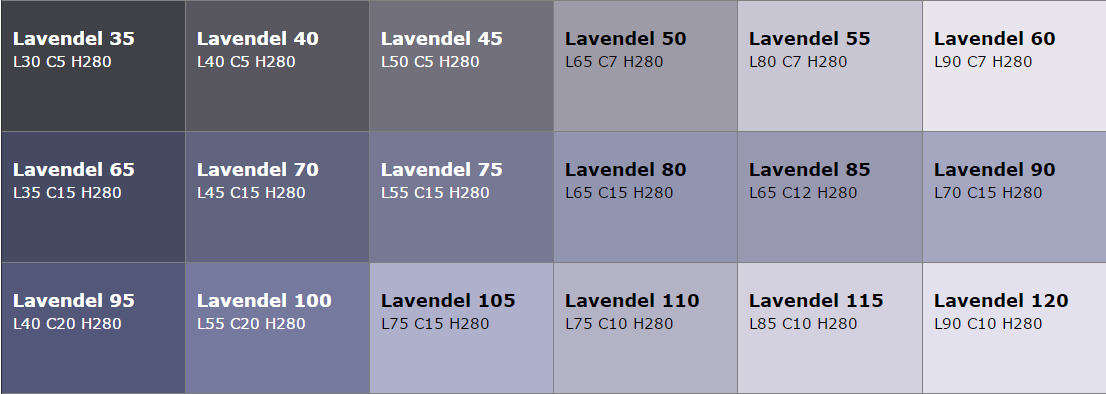 Lavendel 35
L30 C5 H280
Lavendel 40
L40 C5 H280
Lavendel 45
L50 C5 H280
Lavendel 50
L65 C7 H280
Lavendel 55
L80 C7 H280
Lavendel 60
L90 C7 H280
Lavendel 65
L35 C15 H280
Lavendel 70
L45 C15 H280
Lavendel 75
L55 C15 H280
Lavendel 80
L65 C15 H280
Lavendel 85
L65 C12 H280
Lavendel 90
L70 C15 H280
Lavendel 95
L40 C20 H280
Lavendel 100
L55 C20 H280
Lavendel 105
L75 C15 H280
Lavendel 110
L75 C10 H280
Lavendel 115
L85 C10 H280
Lavendel 120
L90 C10 H280